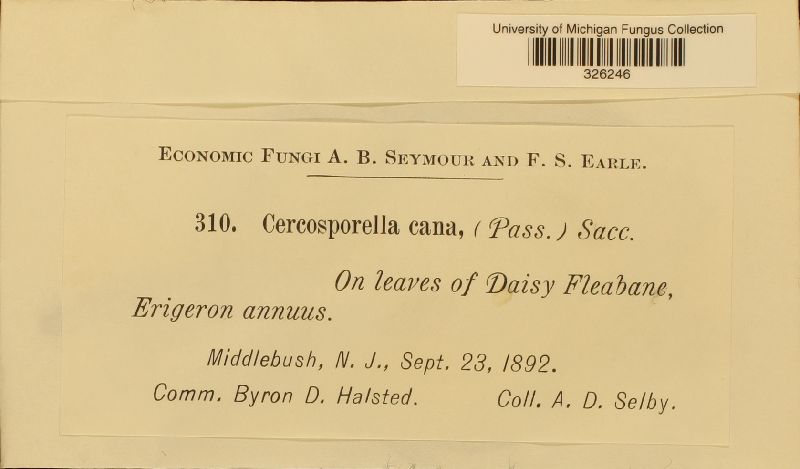 University of Michigan Fungus Collection
326246
Economic Fungi A. B. Seymour and F. S. Earle.
310. Cercosporella cana, (Pass.) Sacc.
On leaves of Daisy Fleabane,
Erigeron annuus.
Middlebush, N. J., Sept. 23, 1892.
Comm. Byron D. Halsted. Coll. A. D. Selby.